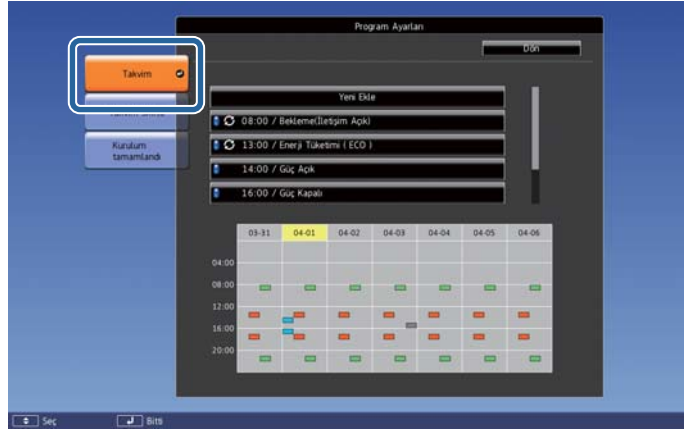 Program Ayarları
Dön
Takvim
Kurulum
tamamlandı
Yeni Ekle
08:00 / Bekleme(İletişim Açık)
13:00 / Enerji Tüketimi ( ECO )
14:00 / Güç Açık
16:00 / Güç Kapalı
03-31 04-01 04-02 04-03 04-04 04-05 04-06
04:00
08:00
12:00
16:00
20:00
Seç Bitti